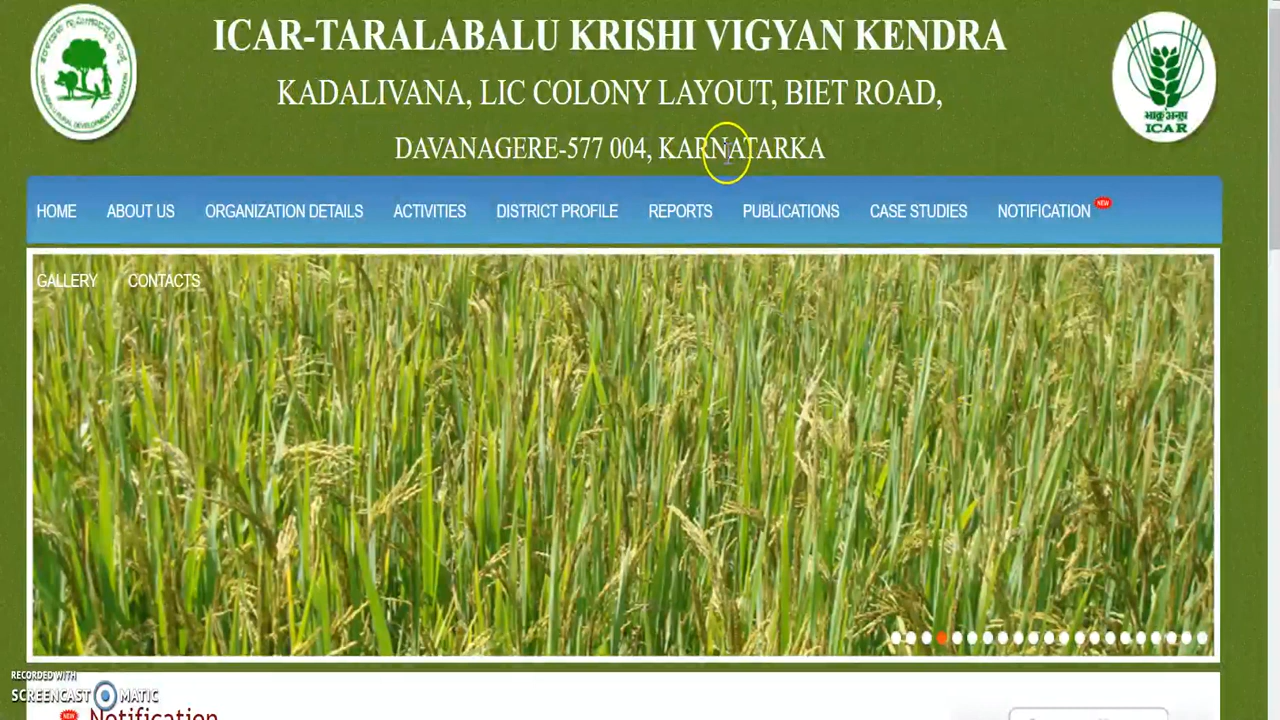 ICAR-TARALABALU KRISHI VIGYAN KENDRA
KADALIVANA, LIC COLONY LAYOUT, BIET ROAD,
DAVANAGERE-577 004, KARNATARKA
भाकृअनुप
ICAR
HOME ABOUT US ORGANIZATION DETAILS ACTIVITIES DISTRICT PROFILE REPORTS PUBLICATIONS CASE STUDIES NOTIFICATION NEW
GALLERY CONTACTS
RECORDED WITH
SCREENCAST MATIC
NEW Notification